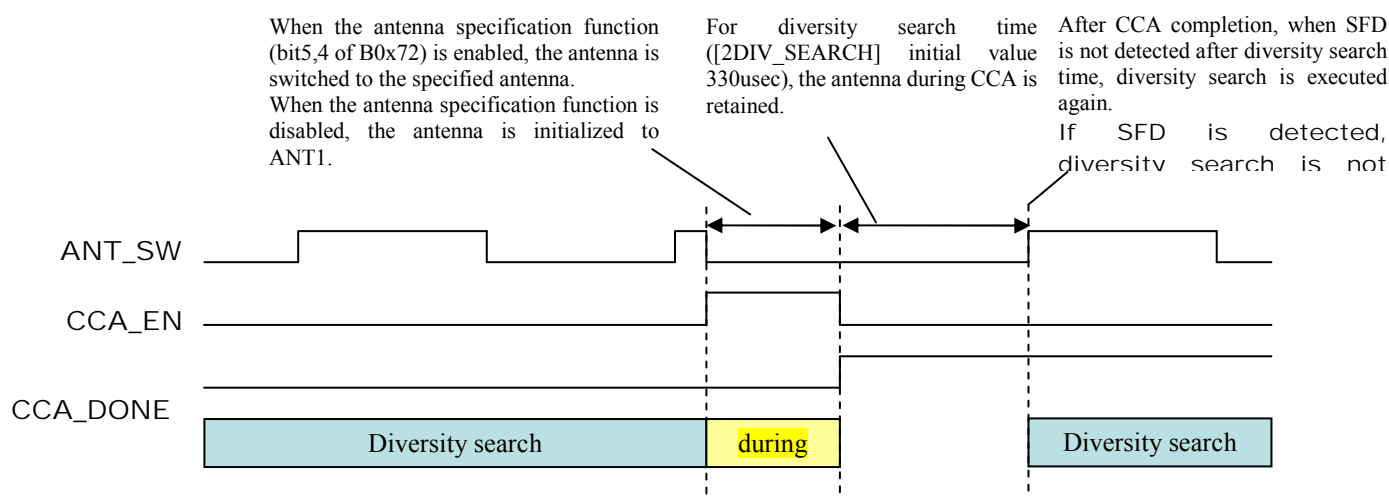 When the antenna specification function
(bit5,4 of B0x72) is enabled, the antenna is
switched to the specified antenna.
When the antenna specification function is
disabled, the antenna is initialized to
ANT1.
For diversity search time
([2DIV_SEARCH] initial value
330usec), the antenna during CCA is
retained.
After CCA completion, when SFD
is not detected after diversity search
time, diversity search is executed
again.
If SFD is detected,
diversity search is not
ANT_SW
CCA_EN
CCA_DONE
Diversity search
during
Diversity search